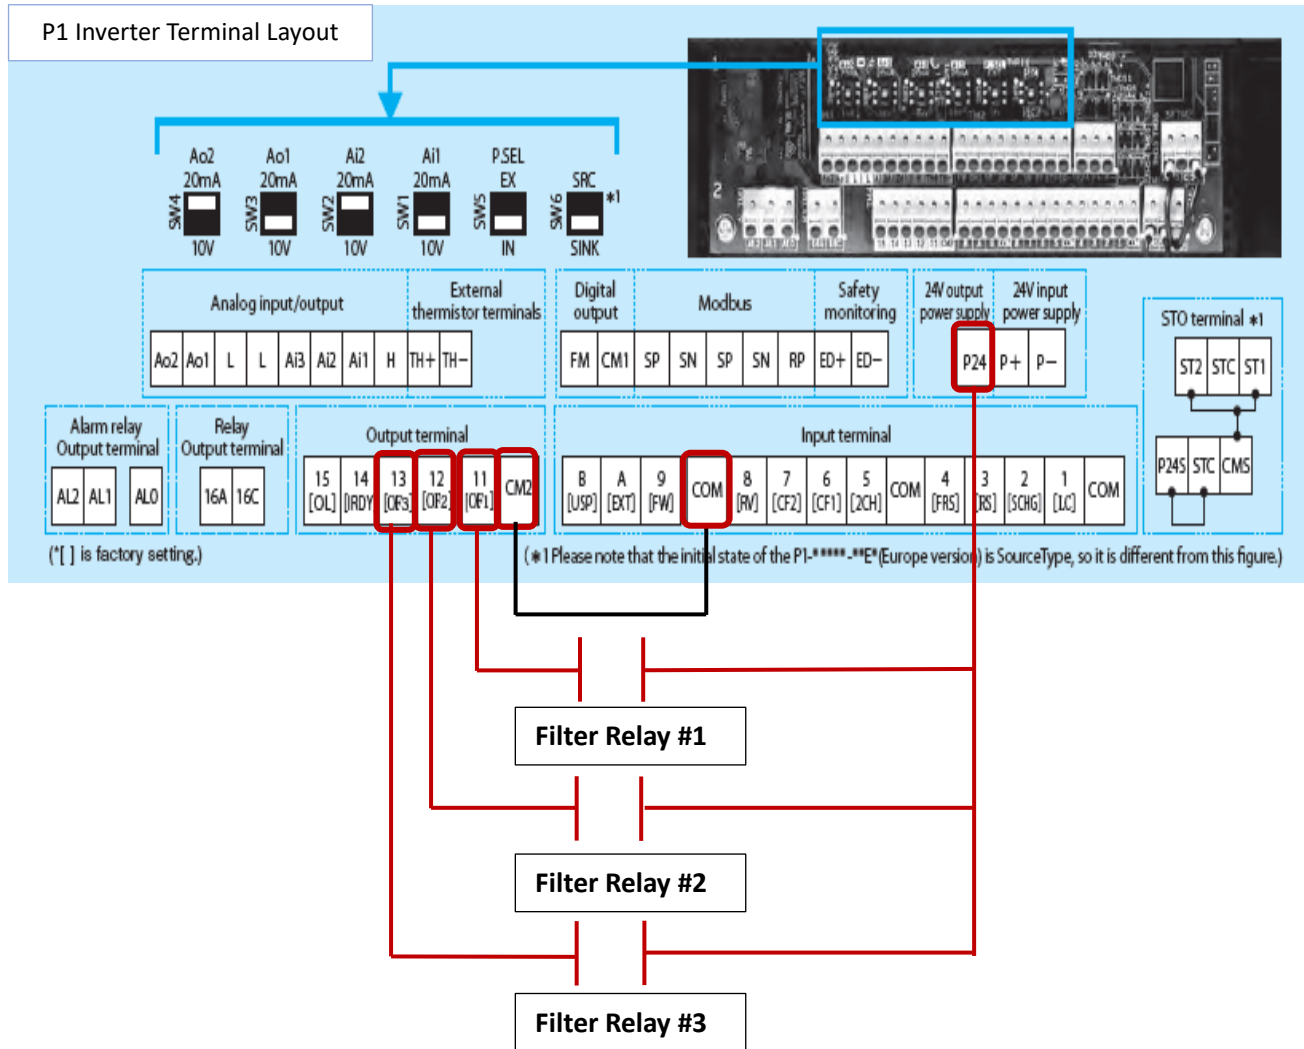 P1 Inverter Terminal Layout
Ao2 Ao1 Ai2 Ai1 P.SEL
20mA 20mA 20mA 20mA EX SRC
SW4 SW3 SW2 SW1 SW5 SW6 *1
10V 10V 10V 10V IN SINK
Analog input/output
External
thermistor terminals
Digital
output
Modbus
Safety
monitoring
24V output
power supply
24V input
power supply
STO terminal *1
Ao2 Ao1 L L Ai3 Ai2 Ai1 H TH+ TH−
FM CM1 SP SN SP SN RP ED+ ED−
P24 P+ P−
ST2 STC ST1
P24S STC CMS
Alarm relay
Output terminal
AL2 AL1 AL0
Relay
Output terminal
16A 16C
Output terminal
15 14 13 12 11 CM2
[OL] [IRDY [OF3] [OF2] [OF1]
Input terminal
B A 9 COM 8 7 6 5 COM 4 3 2 1 COM
[USP] [EXT] [FW] [RV] [CF2] [CF1] [2CH] [FRS] [RS] [SCHG] [I.C]
(*[ ] is factory setting.)
(*1 Please note that the initial state of the P1-*****-**E*(Europe version) is SourceType, so it is different from this figure.)
Filter Relay #1
Filter Relay #2
Filter Relay #3